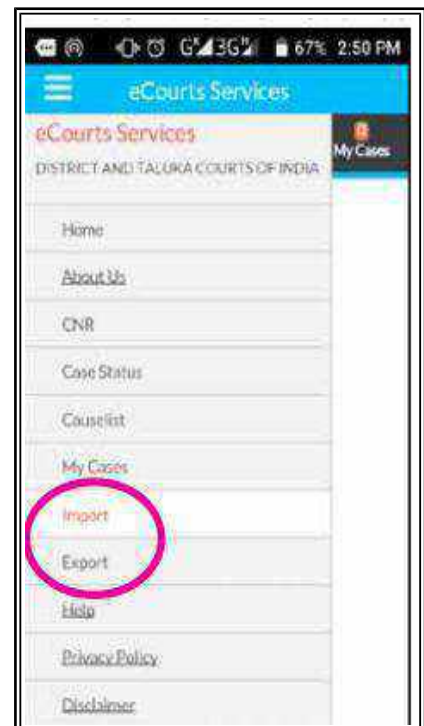 G 3G 67% 2:50 PM
eCourts Services
eCourts Services
My Cases
DISTRICT AND TALUKA COURTS OF INDIA
Home
About Us
CNR
Case Status
Causelist
My Cases
Import
Export
Help
Privacy Policy
Disclaimer